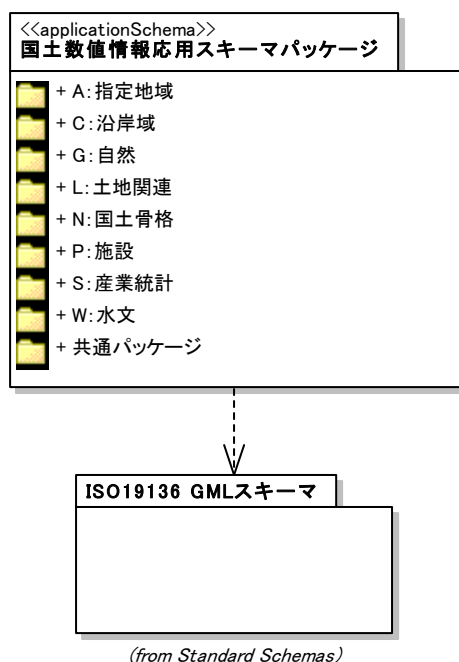 <<applicationSchema>>
国土数値情報応用スキーマパッケージ
+ A:指定地域
+ C:沿岸域
+ G:自然
+ L:土地関連
+ N:国土骨格
+ P:施設
+ S:産業統計
+ W:水文
+ 共通パッケージ
ISO19136 GMLスキーマ
(from Standard Schemas)